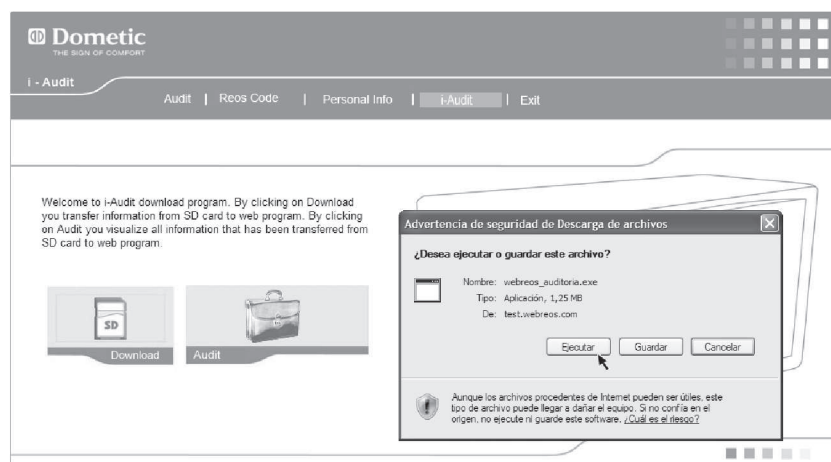 Dometic
THE SIGN OF COMFORT
i - Audit
Audit | Reos Code | Personal Info | i-Audit | Exit
Welcome to i-Audit download program. By clicking on Download
you transfer information from SD card to web program. By clicking
on Audit you visualize all information that has been transferred from
SD card to web program.
SD
Download
Audit
Advertencia de seguridad de Descarga de archivos
¿Desea ejecutar o guardar este archivo?
Nombre: webreos_auditoria.exe
Tipo: Aplicación, 1,25 MB
De: test.webreos.com
Ejecutar
Guardar
Cancelar
Aunque los archivos procedentes de Internet pueden ser útiles, este
tipo de archivo puede llegar a dañar el equipo. Si no confía en el
origen, no ejecute ni guarde este software. ¿Cuál es el riesgo?